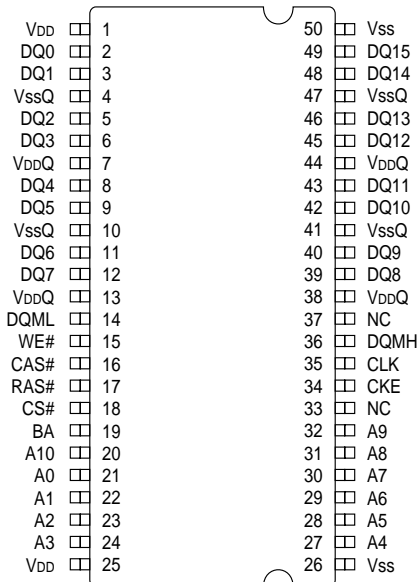 VDD 1 50 Vss
DQ0 2 49 DQ15
DQ1 3 48 DQ14
VssQ 4 47 VssQ
DQ2 5 46 DQ13
DQ3 6 45 DQ12
VDDQ 7 44 VDDQ
DQ4 8 43 DQ11
DQ5 9 42 DQ10
VssQ 10 41 VssQ
DQ6 11 40 DQ9
DQ7 12 39 DQ8
VDDQ 13 38 VDDQ
DQML 14 37 NC
WE# 15 36 DQMH
CAS# 16 35 CLK
RAS# 17 34 CKE
CS# 18 33 NC
BA 19 32 A9
A10 20 31 A8
A0 21 30 A7
A1 22 29 A6
A2 23 28 A5
A3 24 27 A4
VDD 25 26 Vss